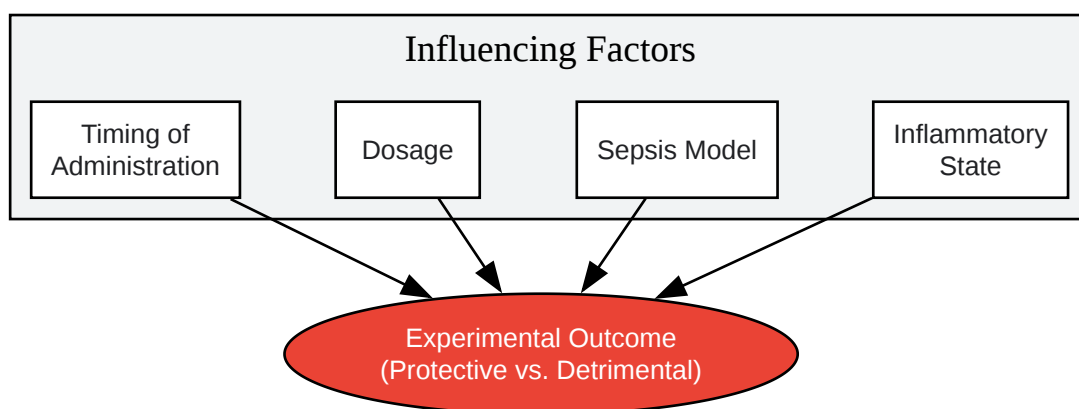 Influencing Factors
Timing of
Administration
Dosage
Sepsis Model
Inflammatory
State
Experimental Outcome
(Protective vs. Detrimental)